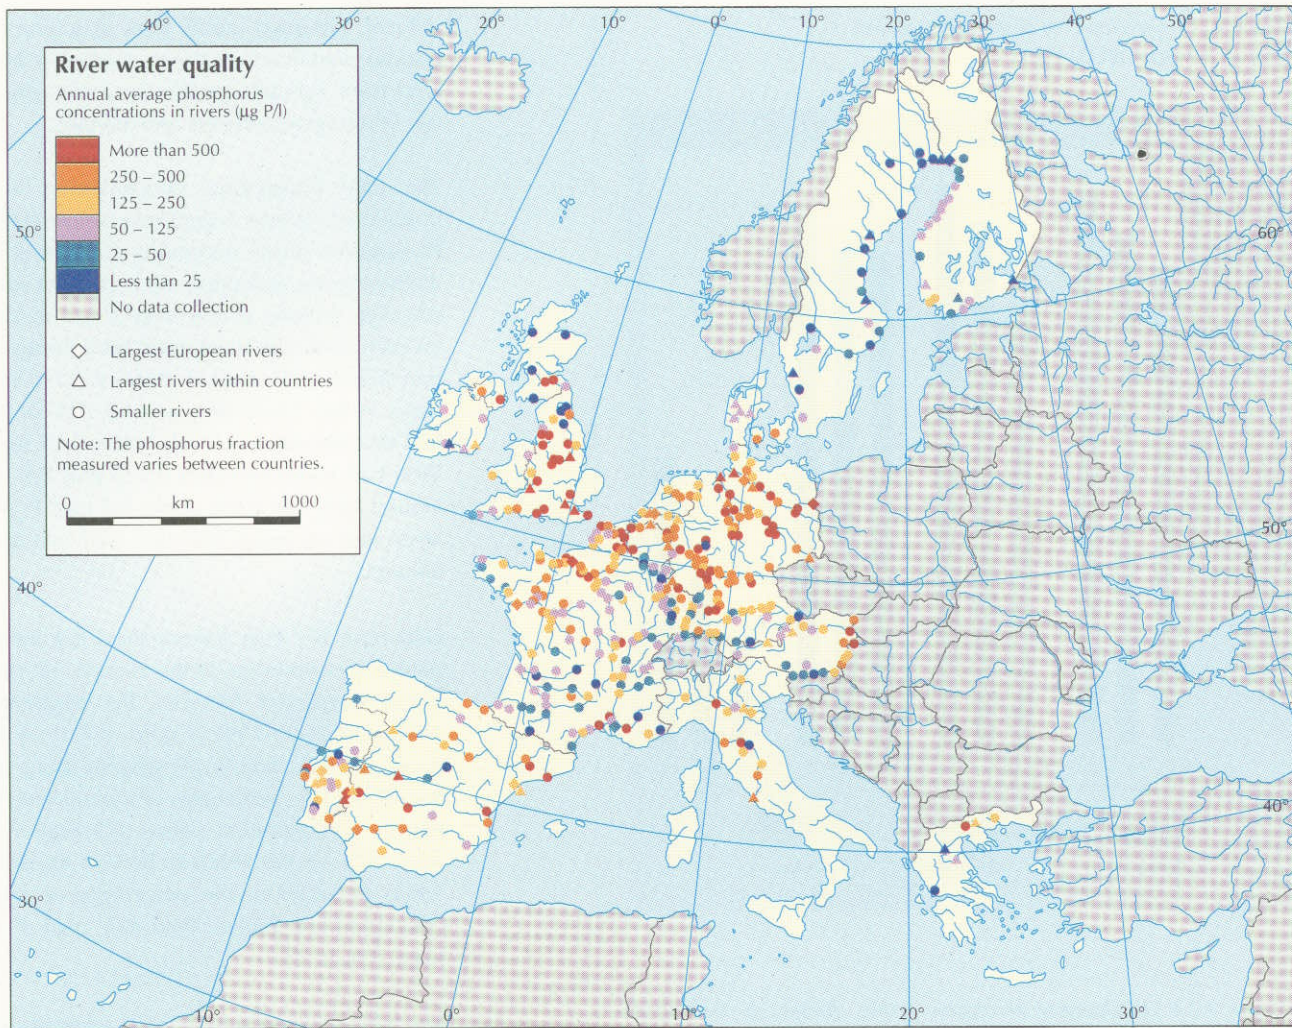 40°
30°
20°
10°
0°
10°
20°
30°
40°
50°
River water quality
Annual average phosphorus
concentrations in rivers (µg P/l)
More than 500
250 – 500
125 – 250
50 – 125
25 – 50
Less than 25
No data collection
Largest European rivers
Largest rivers within countries
Smaller rivers
Note: The phosphorus fraction
measured varies between countries.
0 km 1000
50°
60°
50°
40°
40°
30°
10°
0°
10°
20°
30°